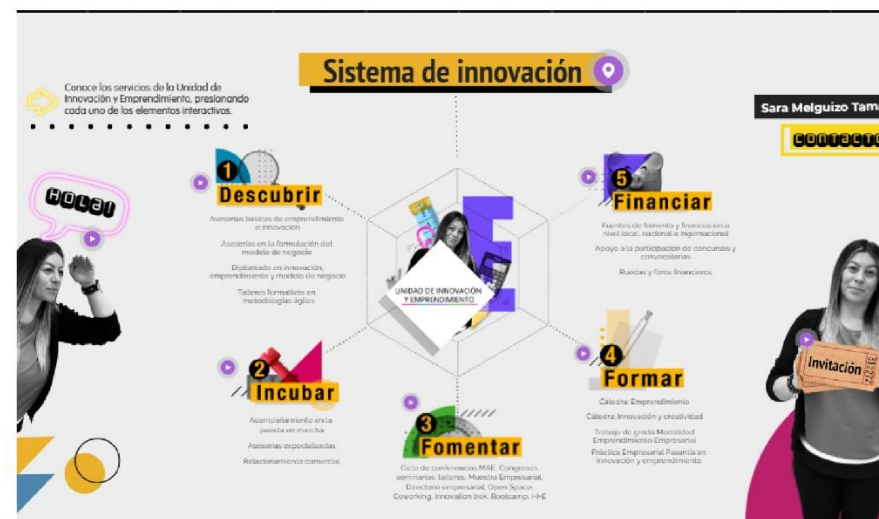 Sistema de innovación
Conoce los servicios de la Unidad de
Innovación y Emprendimiento, presionando
cada uno de los elementos interactivos.
Sara Melguizo Tam
CONTACTO
HOLA!
1
Descubrir
Asesorías básicas de emprendimiento
e innovación
Asesorías en la formulación del
modelo de negocio
Diplomado en innovación,
emprendimiento y modelo de negocio
Talleres formativos en
metodologías ágiles
5
Financiar
Fuentes de fomento y financiación a
nivel local, nacional o ingernacional
Apoyo a la participación de concursos y
convocatorias
Ruedas y foros financieros
E
UNIDAD DE INNOVACIÓN
Y EMPRENDIMIENTO
2
Incubar
Acompañamiento en la
puesta en marcha
Asesorías especializadas
Relacionamiento comercial
3
Fomentar
Ciclo de conferencias MAE, Congresos,
seminarios, talleres, Muestra Empresarial,
Directorio empresarial, Open Space,
Coworking, Innovation trek, Bootcamp,
4
Formar
Cátedra Emprendimiento
Cátedra Innovación y creatividad
Trabajo de grado Modalidad
Emprendimiento Empresarial
Práctica Empresarial Pasantía en
Innovación y emprendimiento
Invitación